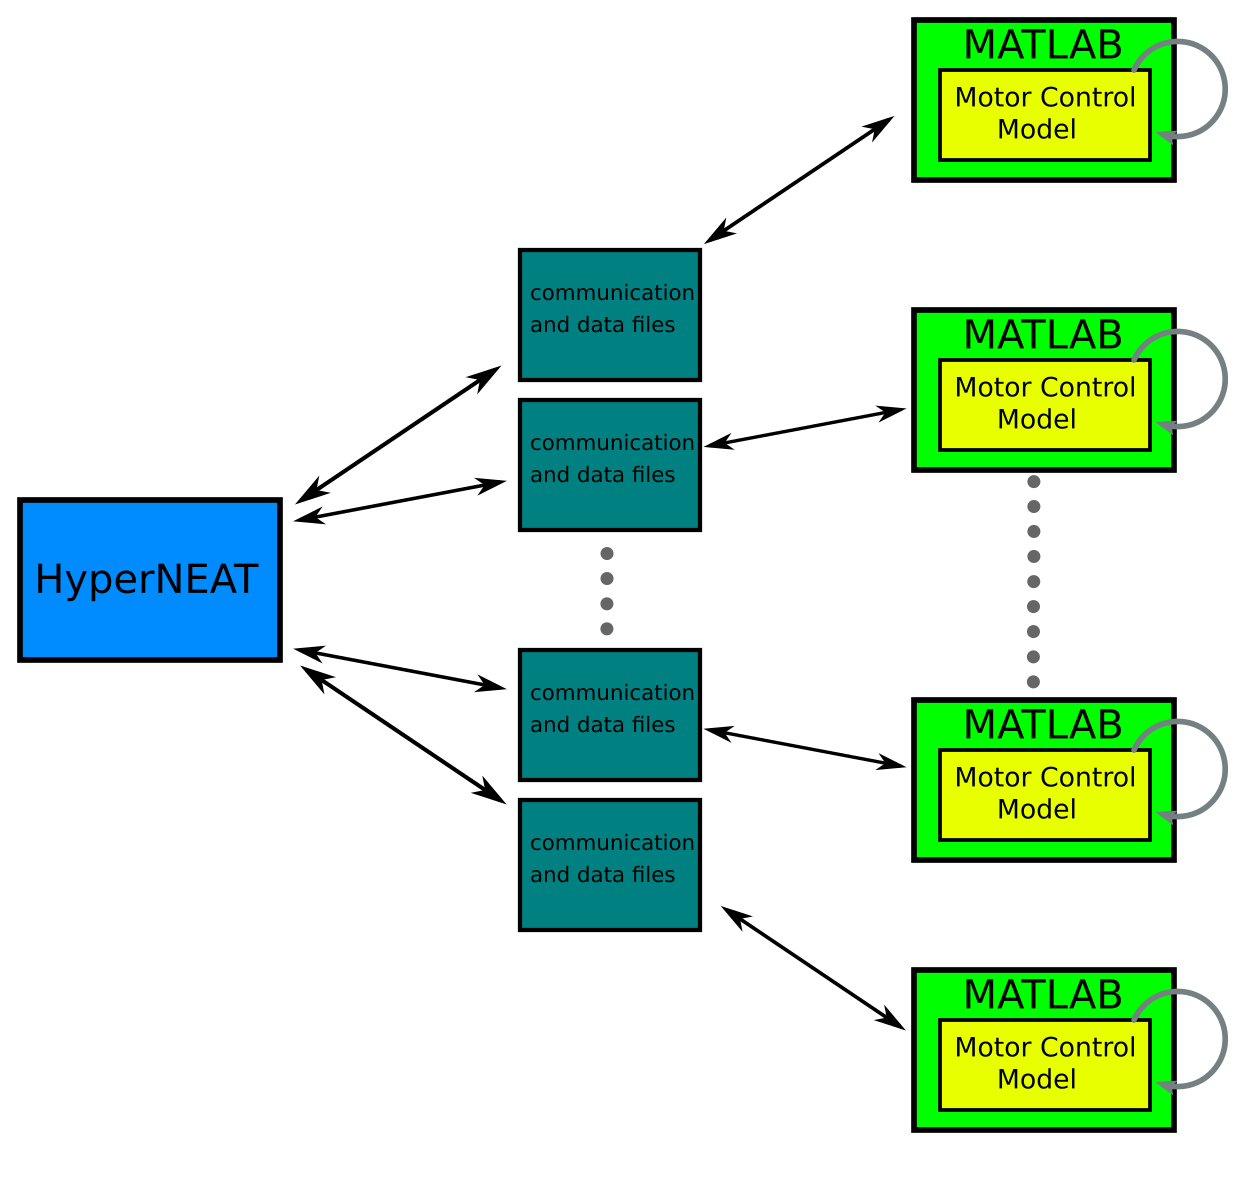 MATLAB
Motor Control
Model
communication
and data files
MATLAB
Motor Control
Model
communication
and data files
HyperNEAT
communication
and data files
MATLAB
Motor Control
Model
communication
and data files
MATLAB
Motor Control
Model